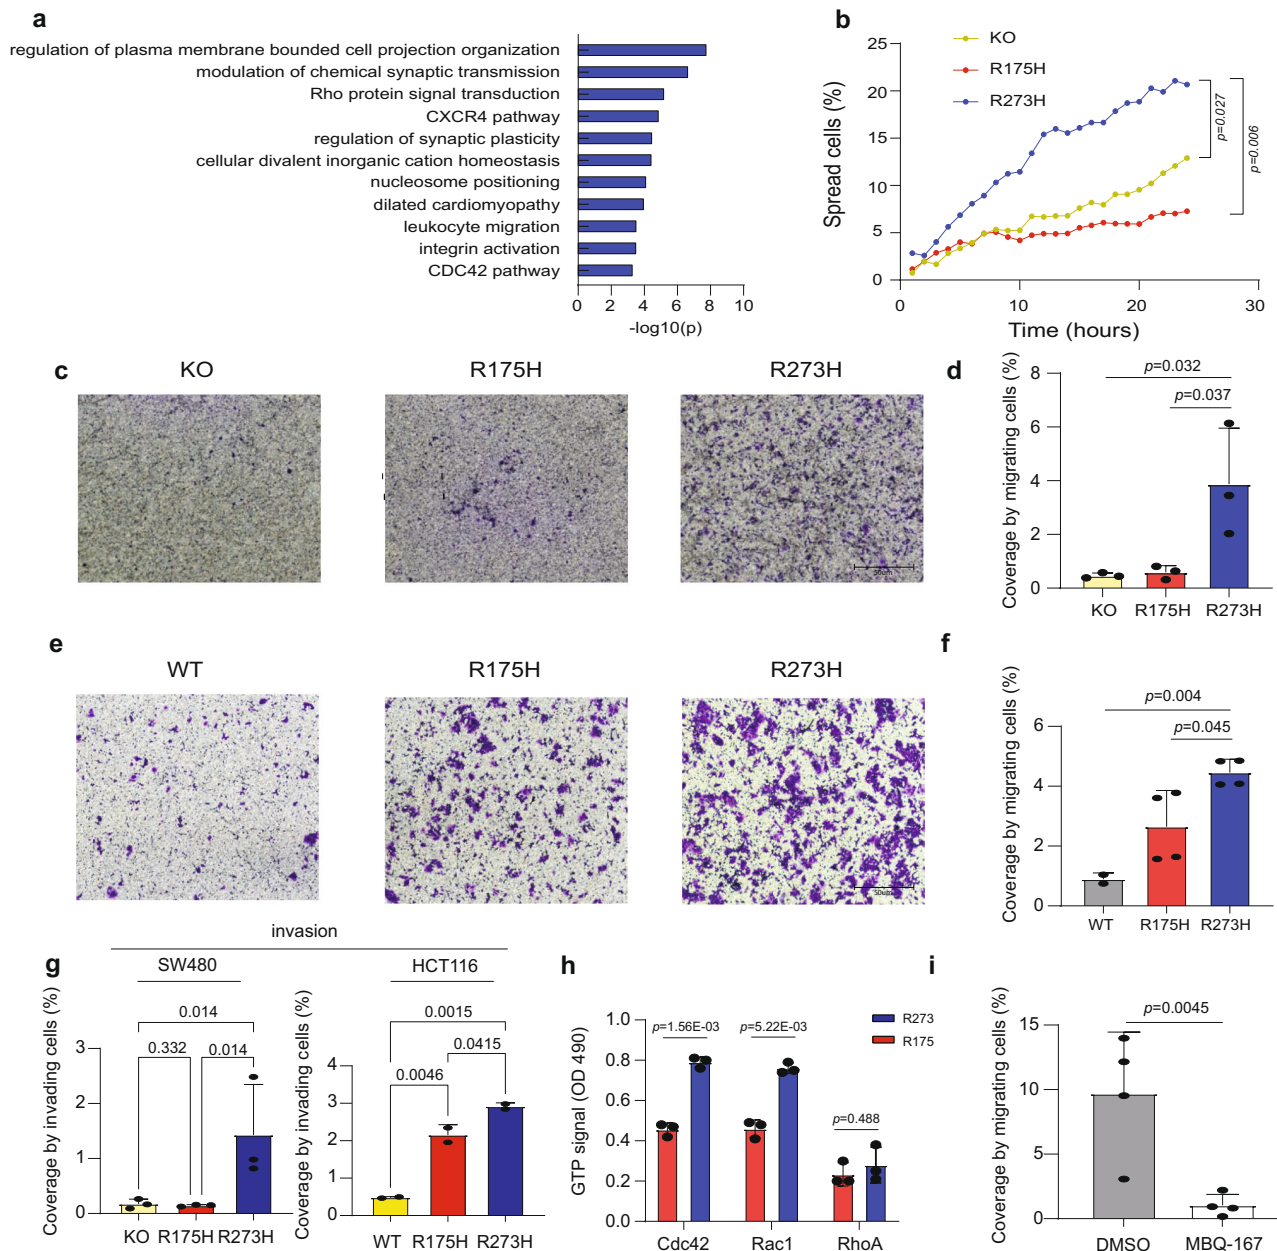 a
regulation of plasma membrane bounded cell projection organization
modulation of chemical synaptic transmission
Rho protein signal transduction
CXCR4 pathway
regulation of synaptic plasticity
cellular divalent inorganic cation homeostasis
nucleosome positioning
dilated cardiomyopathy
leukocyte migration
integrin activation
CDC42 pathway
0 2 4 6 8 10
-log10(p)
b
KO
R175H
R273H
25
20
15
10
5
0
Spread cells (%)
0 10 20 30
Time (hours)
p=0.027
p=0.006
c
KO R175H R273H
50um
d
p=0.032
p=0.037
8
6
4
2
0
Coverage by migrating cells (%)
KO R175H R273H
e
WT R175H R273H
50um
f
p=0.004
p=0.045
6
4
2
0
Coverage by migrating cells (%)
WT R175H R273H
invasion
g
SW480 HCT116
0.014
0.332 0.014
3
2
1
0
Coverage by invading cells (%)
KO R175H R273H
0.0015
0.0415
0.0046
4
3
2
1
0
Coverage by invading cells (%)
WT R175H R273H
h
R273
R175
p=1.56E-03 p=5.22E-03
p=0.488
1.0
0.8
0.6
0.4
0.2
0.0
GTP signal (OD 490)
Cdc42 Rac1 RhoA
i
p=0.0045
15
10
5
0
Coverage by migrating cells (%)
DMSO MBQ-167